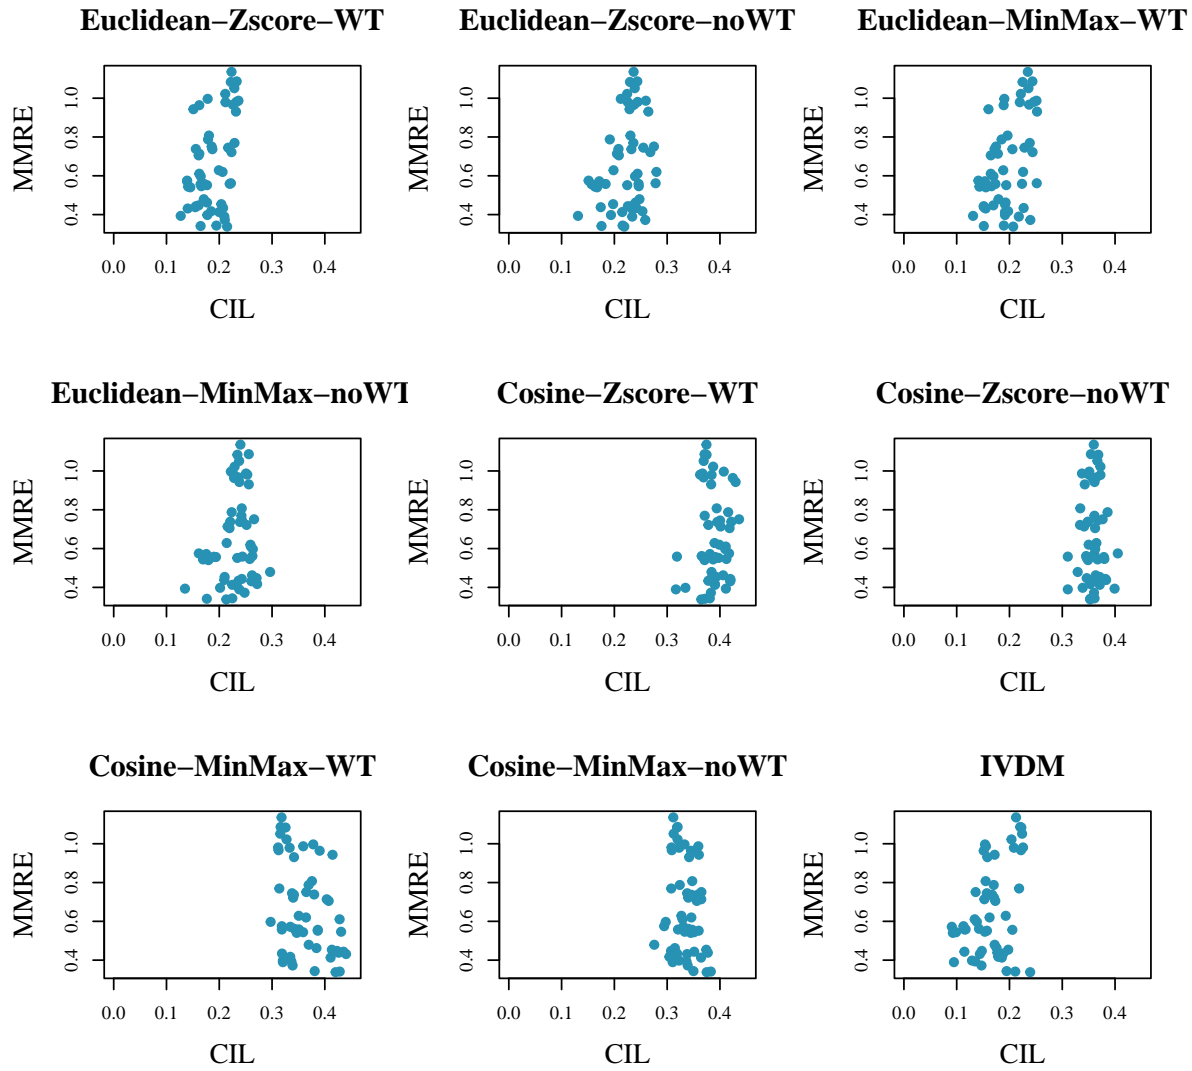 Euclidean−Zscore−WT
MMRE
0.4 0.6 0.8 1.0
0.0 0.1 0.2 0.3 0.4
CIL
Euclidean−Zscore−noWT
MMRE
0.4 0.6 0.8 1.0
0.0 0.1 0.2 0.3 0.4
CIL
Euclidean−MinMax−WT
MMRE
0.4 0.6 0.8 1.0
0.0 0.1 0.2 0.3 0.4
CIL
Euclidean−MinMax−noWT
MMRE
0.4 0.6 0.8 1.0
0.0 0.1 0.2 0.3 0.4
CIL
Cosine−Zscore−WT
MMRE
0.4 0.6 0.8 1.0
0.0 0.1 0.2 0.3 0.4
CIL
Cosine−Zscore−noWT
MMRE
0.4 0.6 0.8 1.0
0.0 0.1 0.2 0.3 0.4
CIL
Cosine−MinMax−WT
MMRE
0.4 0.6 0.8 1.0
0.0 0.1 0.2 0.3 0.4
CIL
Cosine−MinMax−noWT
MMRE
0.4 0.6 0.8 1.0
0.0 0.1 0.2 0.3 0.4
CIL
IVDM
MMRE
0.4 0.6 0.8 1.0
0.0 0.1 0.2 0.3 0.4
CIL